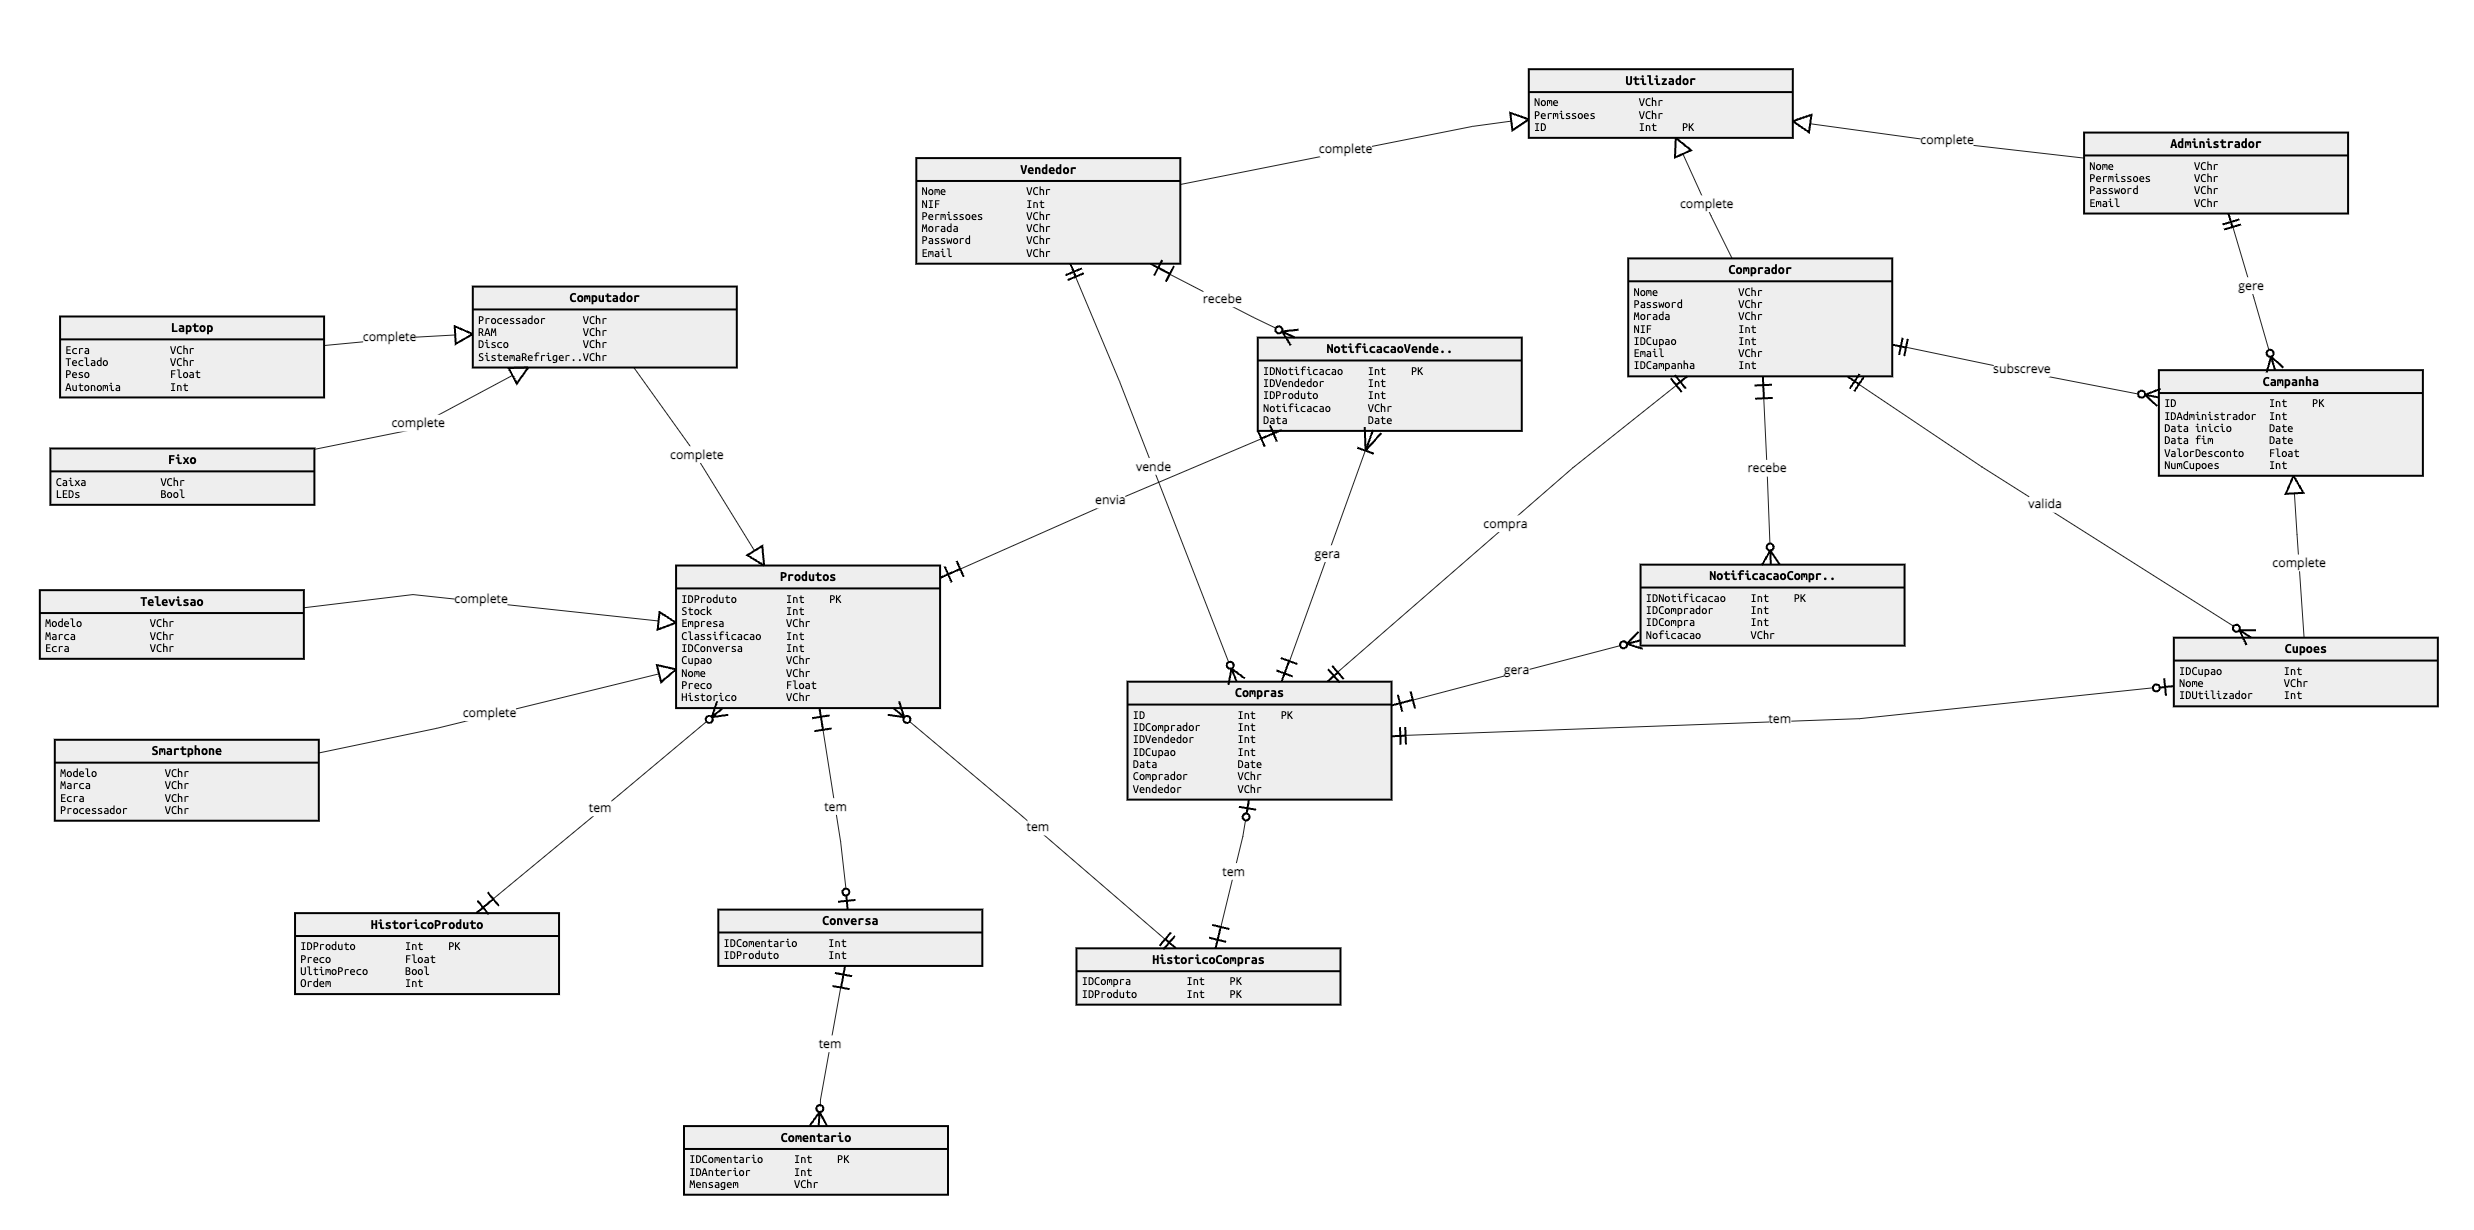 Utilizador
Nome VChr
Permissoes VChr
ID Int PK
complete
complete
complete
Administrador
Nome VChr
Permissoes VChr
Password VChr
Email VChr
Vendedor
Nome VChr
NIF Int
Permissoes VChr
Morada VChr
Password VChr
Email VChr
Comprador
Nome VChr
Password VChr
Morada VChr
NIF Int
IDCupao Int
Email VChr
IDCampanha Int
gere
recebe
Computador
Processador VChr
RAM VChr
Disco VChr
SistemaRefriger..VChr
Laptop
Ecra VChr
Teclado VChr
Peso Float
Autonomia Int
complete
complete
NotificacaoVende..
IDNotificacao Int PK
IDVendedor Int
IDProduto Int
Notificacao VChr
Data Date
subscreve
Campanha
ID Int PK
IDAdministrador Int
Data inicio Date
Data fim Date
ValorDesconto Float
NumCupoes Int
Fixo
Caixa VChr
LEDs Bool
complete
vende
envia
gera
compra
recebe
valida
complete
Produtos
IDProduto Int PK
Stock Int
Empresa VChr
Classificacao Int
IDConversa Int
Cupao VChr
Nome VChr
Preco Float
Historico VChr
Televisao
Modelo VChr
Marca VChr
Ecra VChr
complete
NotificacaoCompr..
IDNotificacao Int PK
IDComprador Int
IDCompra Int
Noficacao VChr
gera
Cupoes
IDCupao Int
Nome VChr
IDUtilizador Int
tem
Compras
ID Int PK
IDComprador Int
IDVendedor Int
IDCupao Int
Data Date
Comprador VChr
Vendedor VChr
complete
Smartphone
Modelo VChr
Marca VChr
Ecra VChr
Processador VChr
tem
tem
tem
tem
HistoricoProduto
IDProduto Int PK
Preco Float
UltimoPreco Bool
Ordem Int
Conversa
IDComentario Int
IDProduto Int
HistoricoCompras
IDCompra Int PK
IDProduto Int PK
tem
Comentario
IDComentario Int PK
IDAnterior Int
Mensagem VChr